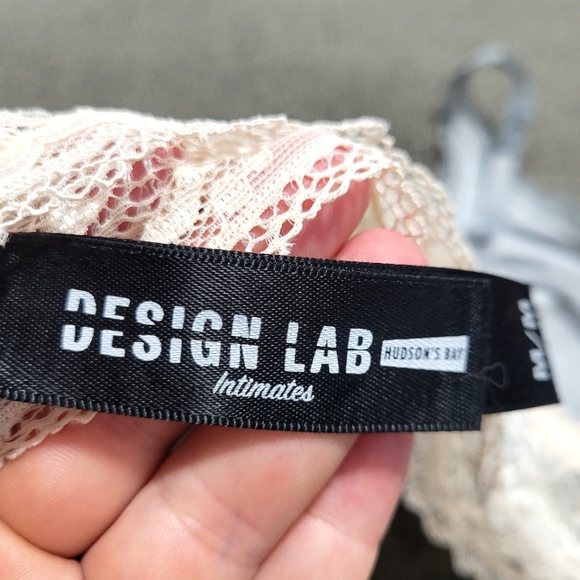 DESIGN LAB
HUDSON'S BAY
Intimates
M/M